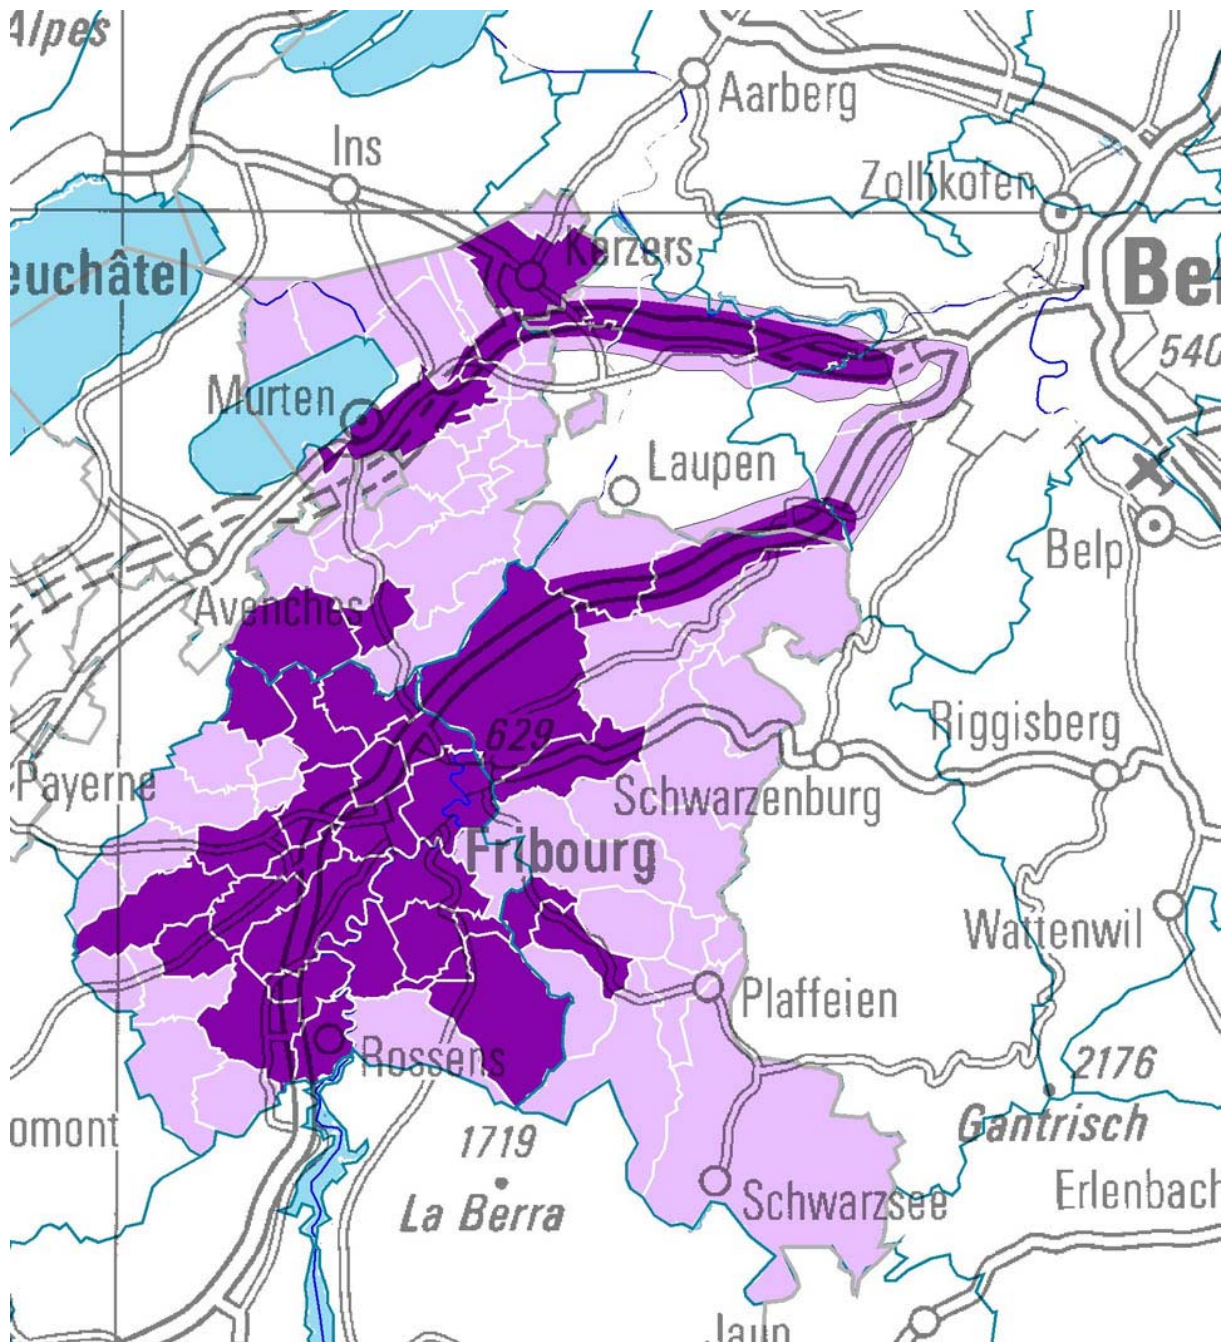 Alpes
Aarberg
Ins
Zollikofen
Kerzers
euchâtel
Be
540
Murten
Laupen
Belp
Avenches
629
Riggisberg
Payerne
Schwarzenburg
Fribourg
Wattenwil
Plaffeien
Rossens
2176
omont
1719
Gantrisch
La Berra
Schwarzsee
Erlenbach
Jaun